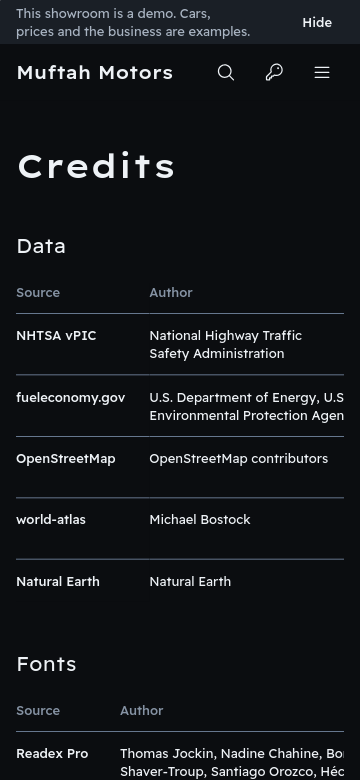 This showroom is a demo. Cars,
prices and the business are examples.
Hide
Muftah Motors
Credits
Data
Source Author
NHTSA vPIC National Highway Traffic
Safety Administration
fueleconomy.gov U.S. Department of Energy, U.S
Environmental Protection Agen
OpenStreetMap OpenStreetMap contributors
world-atlas Michael Bostock
Natural Earth Natural Earth
Fonts
Source Author
Readex Pro Thomas Jockin, Nadine Chahine, Bon
Shaver-Troup, Santiago Orozco, Héc